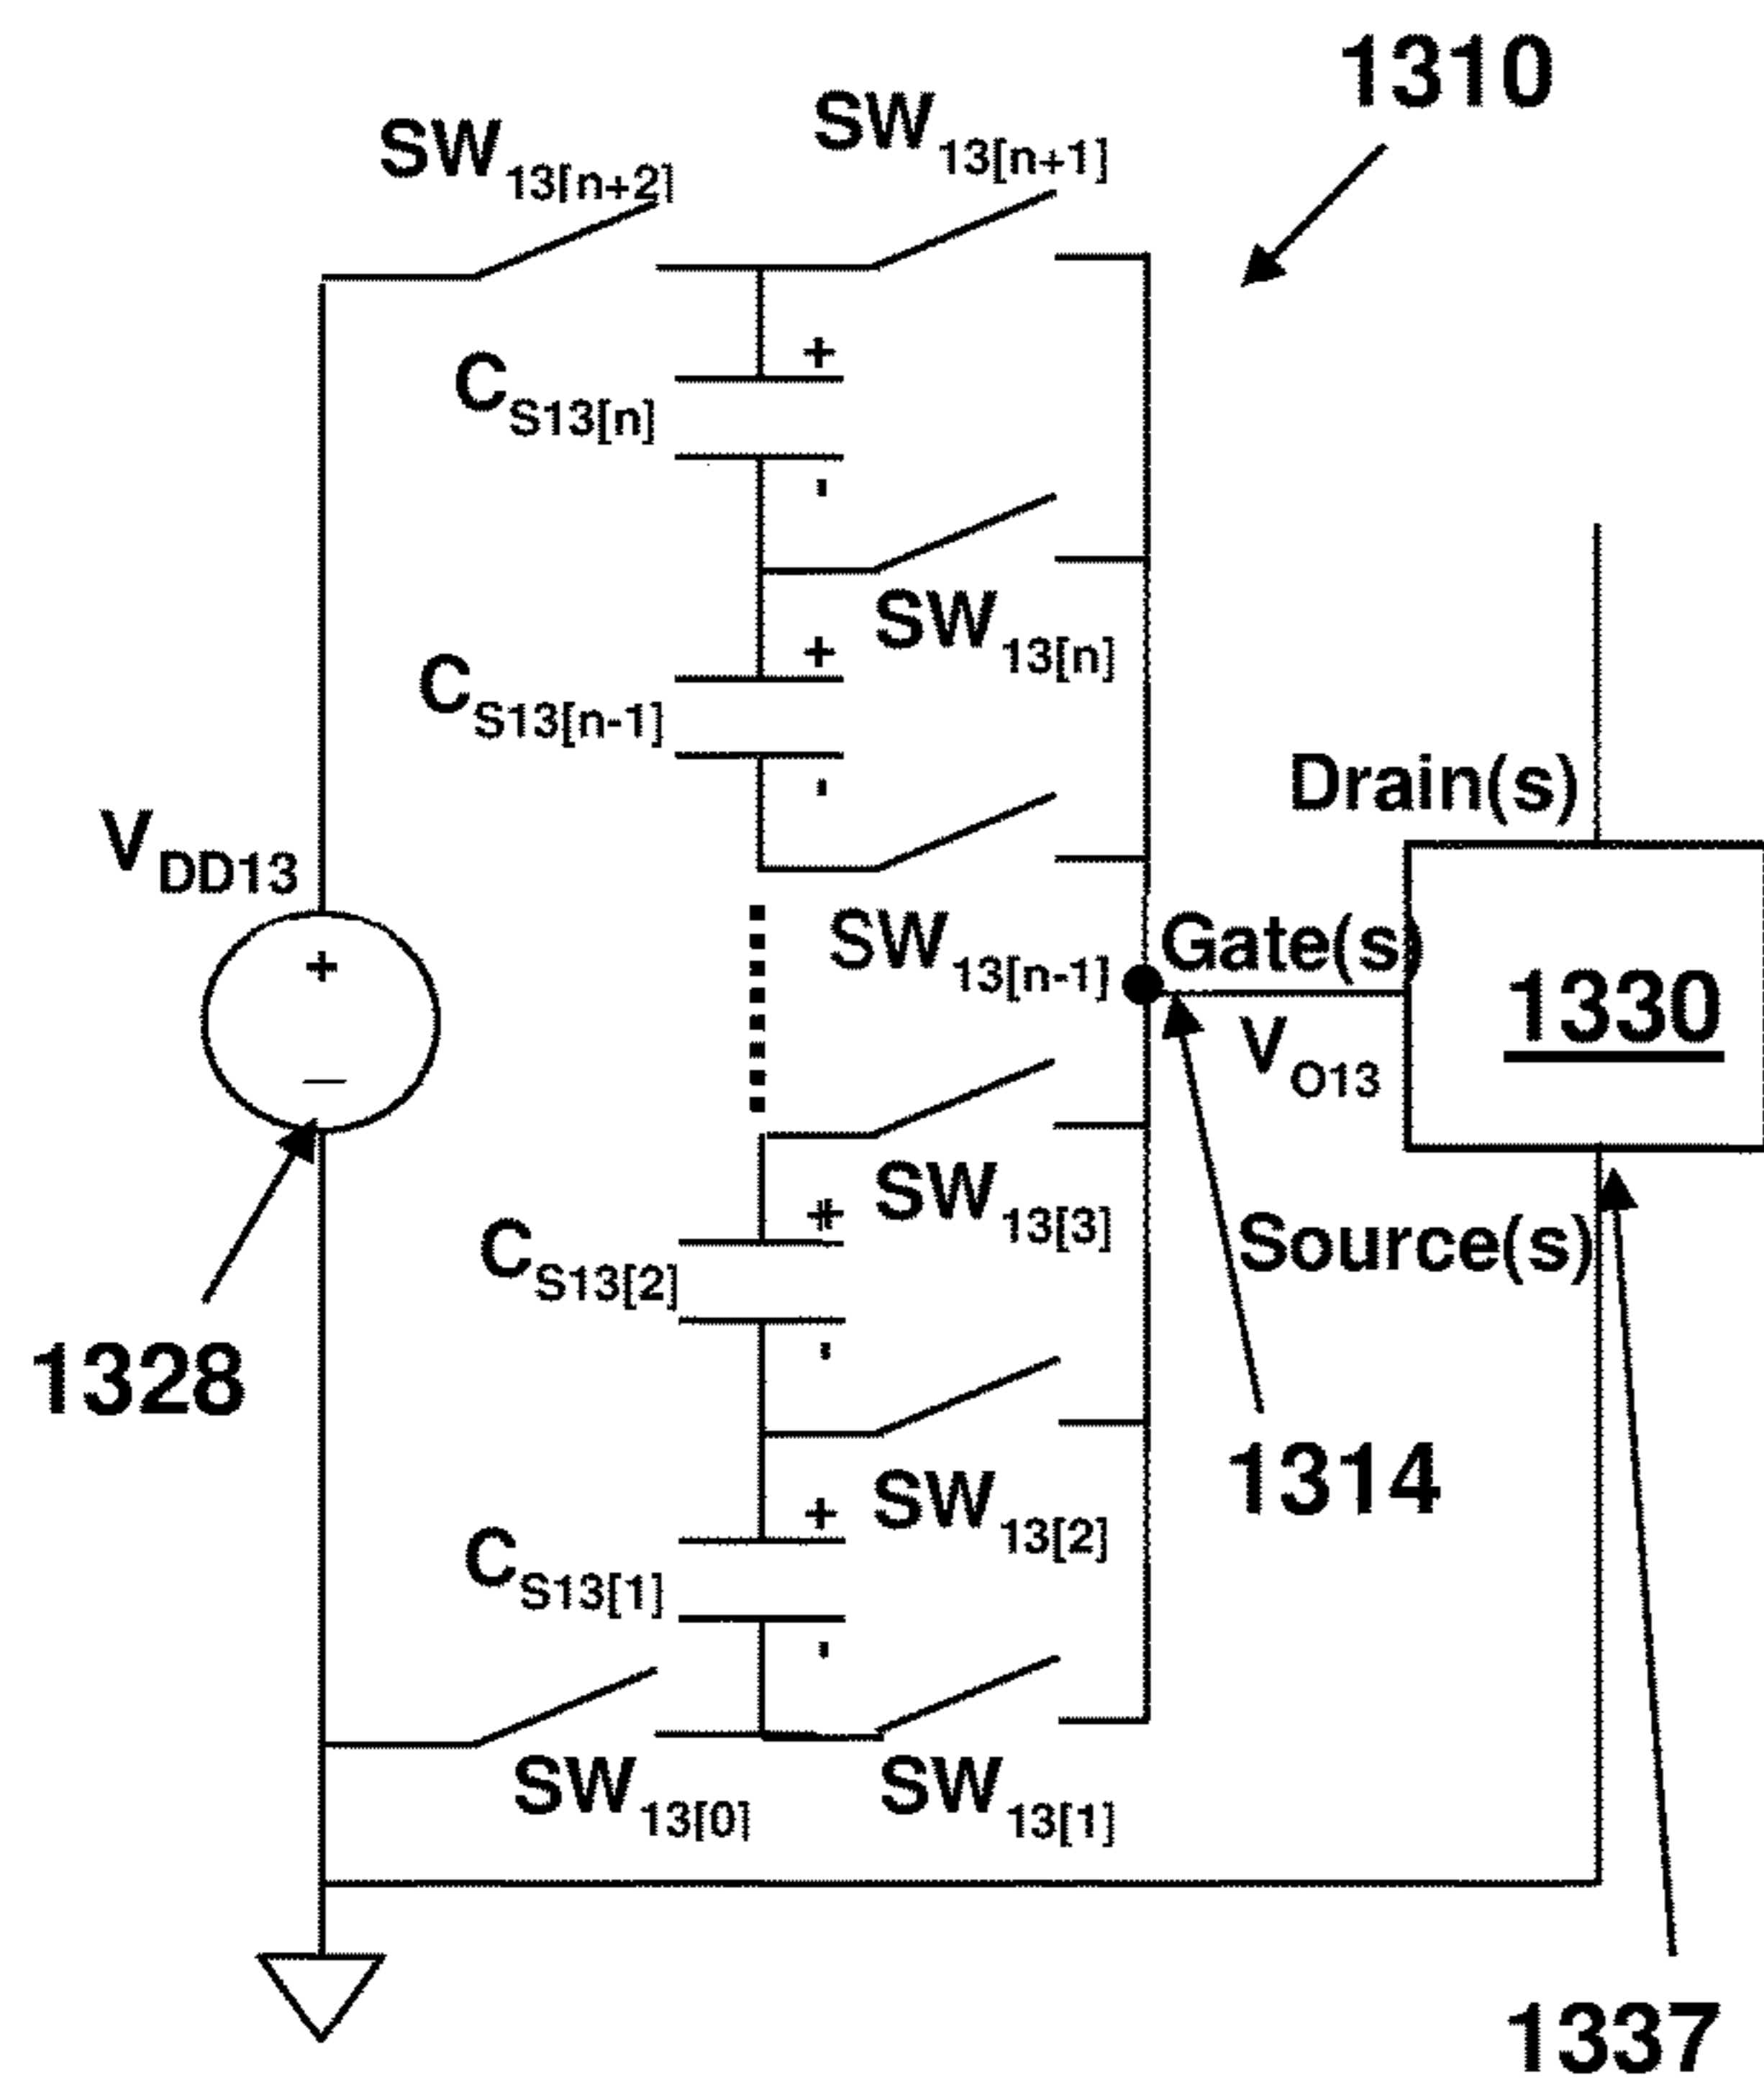 1310
SW13[n+2]
SW13[n+1]
+
CS13[n]
-
SW13[n]
+
CS13[n-1]
-
Drain(s)
VDD13
SW13[n-1]
Gate(s)
+
1330
VO13
—
SW13[3]
+
Source(s)
CS13[2]
-
1328
1314
SW13[2]
+
CS13[1]
-
SW13[0]
SW13[1]
1337